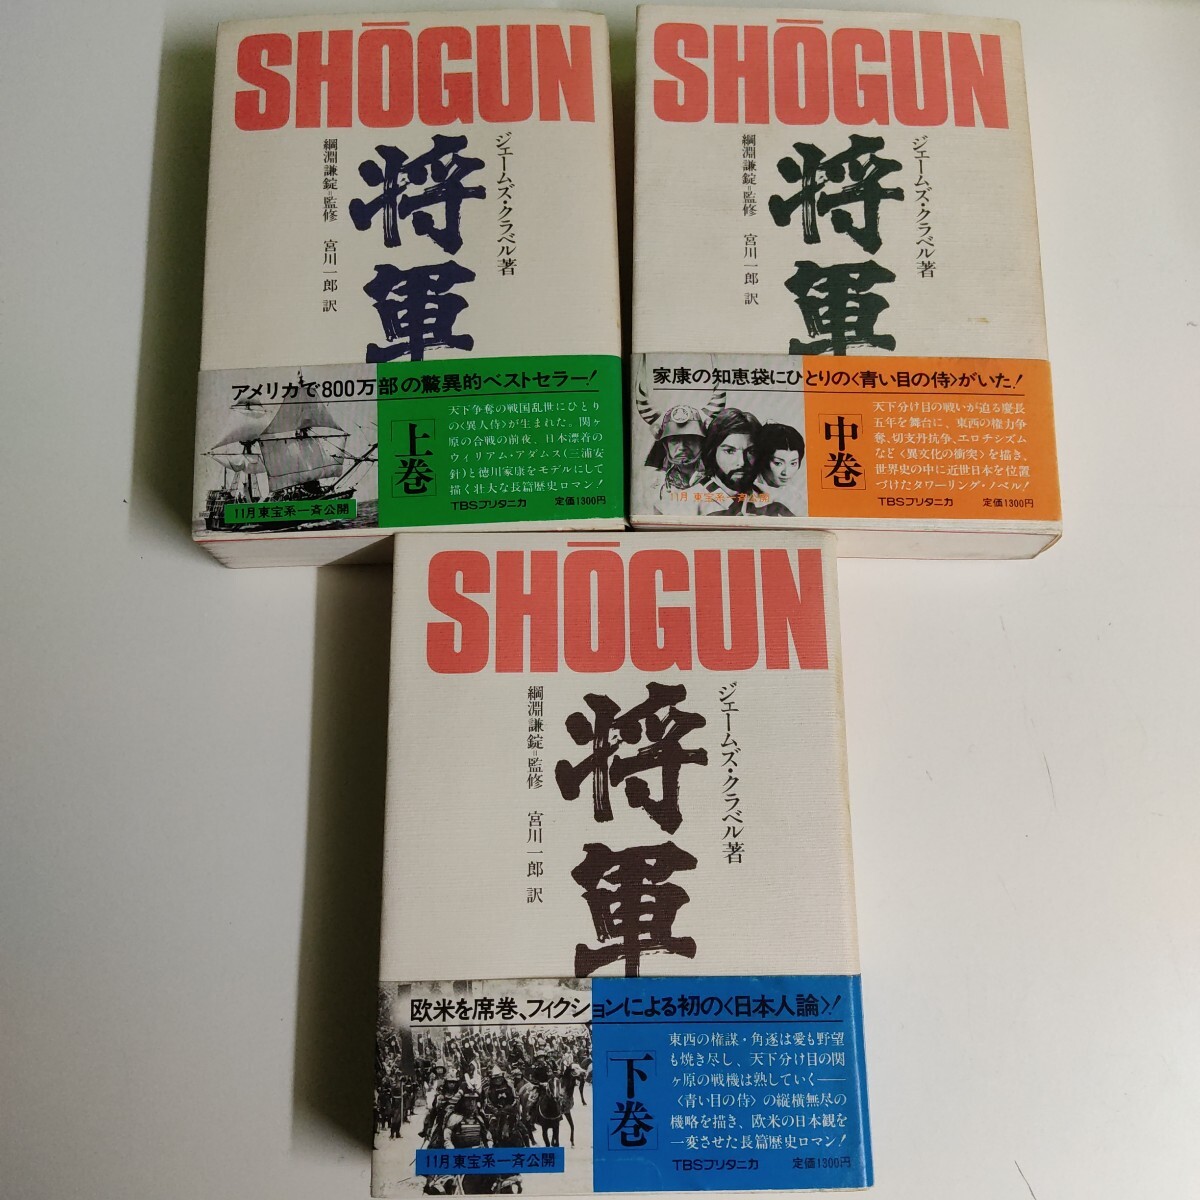 SHŌGUN
将軍
ジェームズ・クラベル著
綱淵謙錠=監修 宮川一郎 訳
アメリカで800万部の驚異的ベストセラー!
「上巻」
天下争奪の戦国乱世にひとり
の〈異人侍〉が生まれた。関ヶ
原の合戦の前夜、日本漂着の
ウィリアム・アダムス(三浦安
針)と徳川家康をモデルにして
描く壮大な長篇歴史ロマン!
11月東宝系一斉公開
TBSブリタニカ 定価1300円
SHŌGUN
将軍
ジェームズ・クラベル著
綱淵謙錠=監修 宮川一郎 訳
家康の知恵袋にひとりの〈青い目の侍〉がいた!
「中巻」
天下分け目の戦いが迫る慶長
五年を舞台に、東西の権力争
奪、切支丹抗争、エロチシズム
など〈異文化の衝突〉を描き、
世界史の中に近世日本を位置
づけたタワーリング・ノベル!
11月東宝系一斉公開
TBSブリタニカ 定価1300円
SHŌGUN
将軍
ジェームズ・クラベル著
綱淵謙錠=監修 宮川一郎 訳
欧米を席巻、フィクションによる初の〈日本人論〉!
「下巻」
東西の権謀・角逐は愛も野望
も焼き尽し、天下分け目の関
ヶ原の戦機は熟していく——
〈青い目の侍〉の縦横無尽の
機略を描き、欧米の日本観を
一変させた長篇歴史ロマン!
11月東宝系一斉公開
TBSブリタニカ 定価1300円